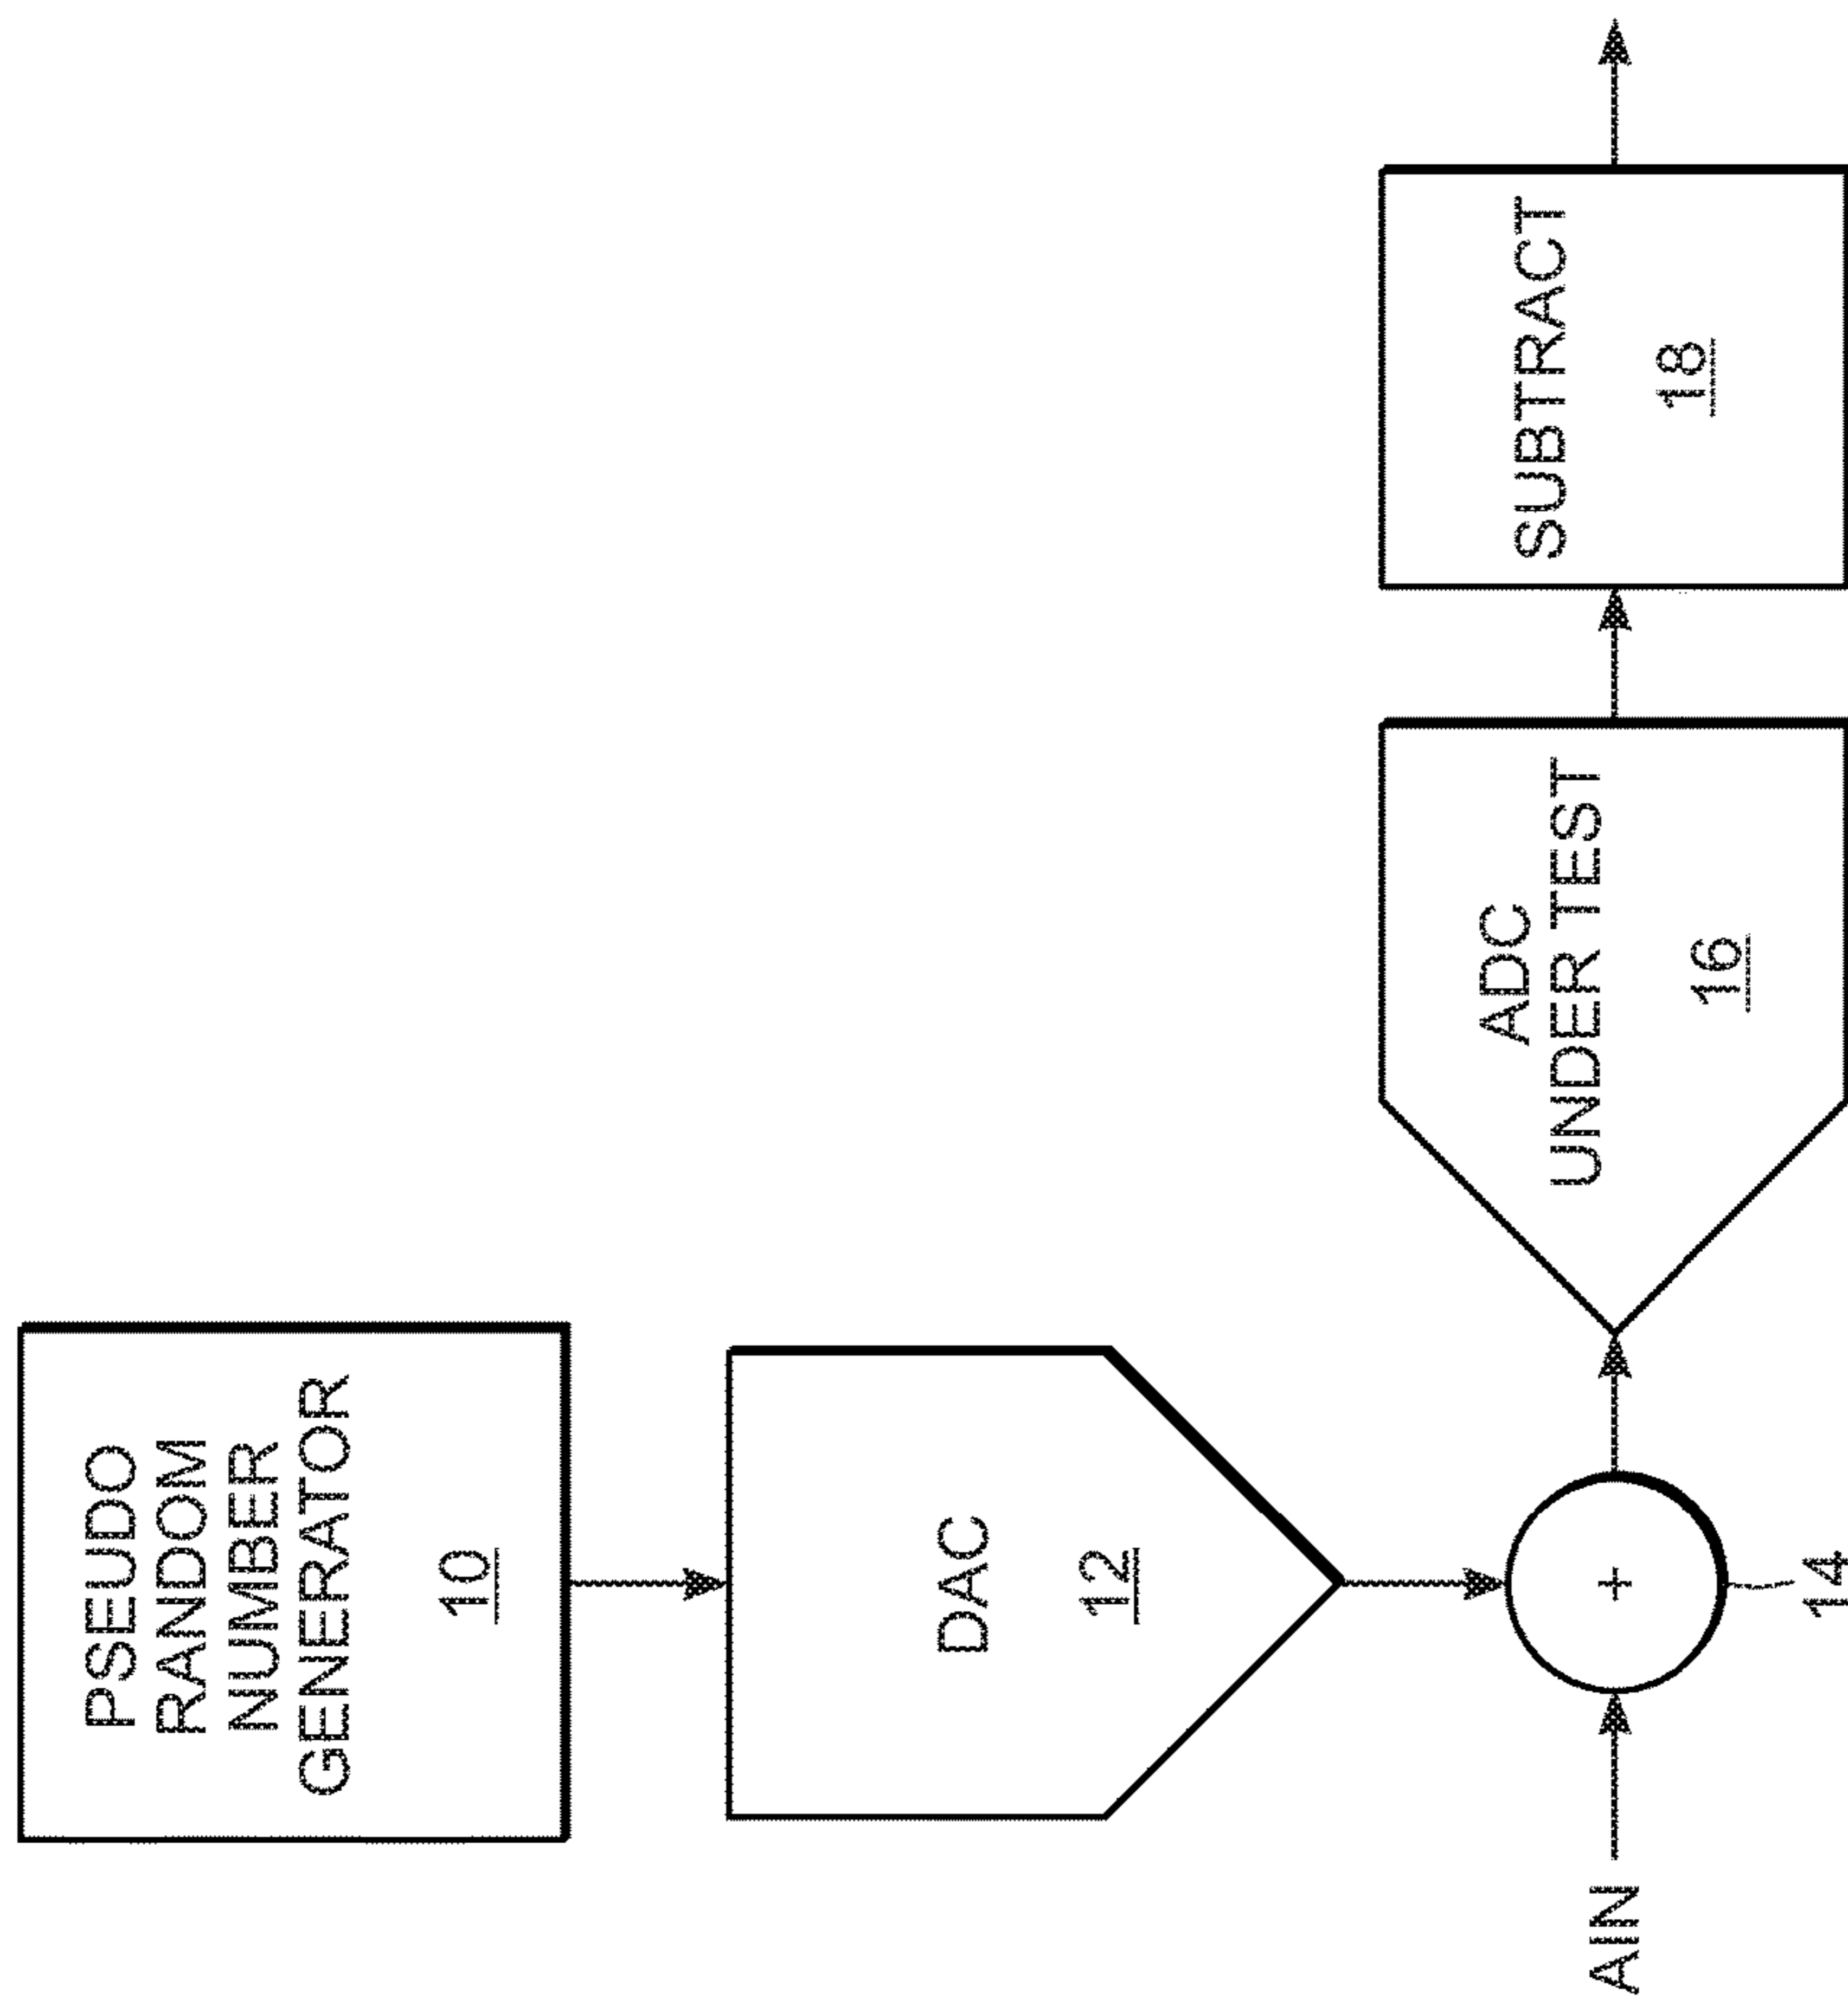 PSEUDO
RANDOM
NUMBER
GENERATOR
10
DAC
12
AIN
+
14
ADC
UNDER TEST
16
SUBTRACT
18